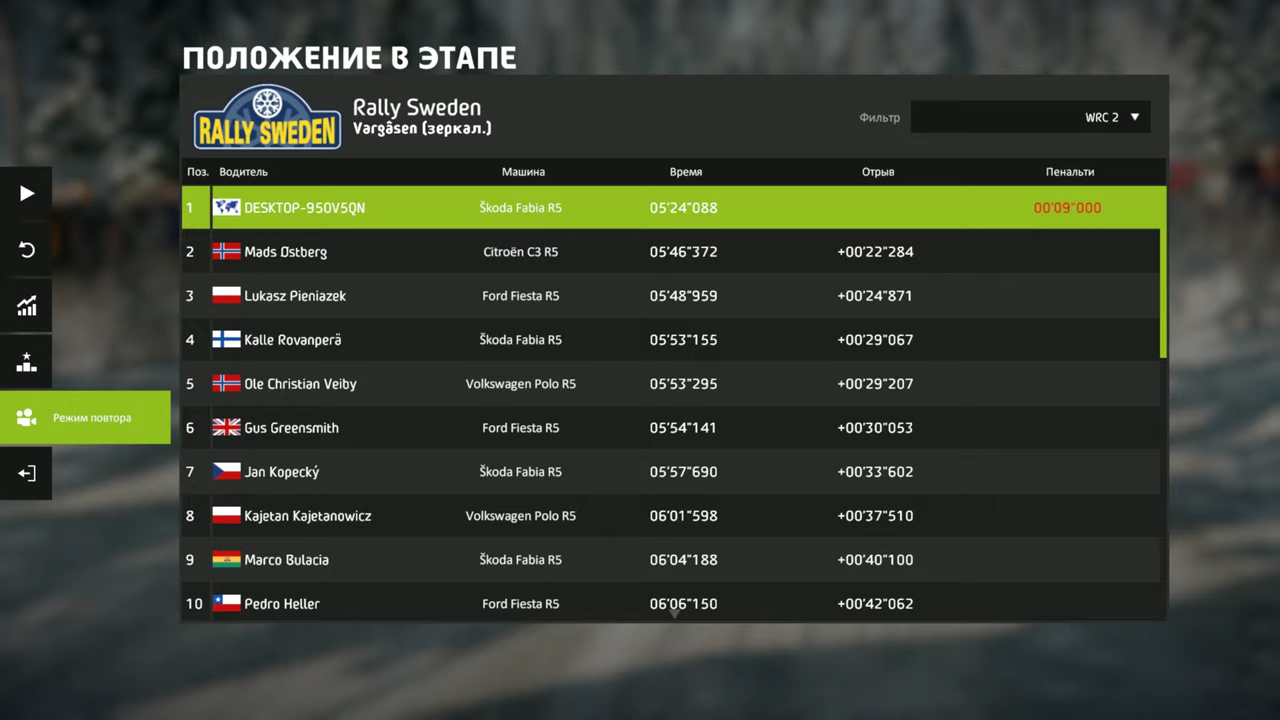 ПОЛОЖЕНИЕ В ЭТАПЕ
RALLY SWEDEN
Rally Sweden
Vargåsen (зеркал.)
Фильтр WRC 2
Поз. Водитель Машина Время Отрыв Пенальти
1 DESKTOP-950V5QN Škoda Fabia R5 05'24"088 00'09"000
2 Mads Østberg Citroën C3 R5 05'46"372 +00'22"284
3 Lukasz Pieniazek Ford Fiesta R5 05'48"959 +00'24"871
4 Kalle Rovanperä Škoda Fabia R5 05'53"155 +00'29"067
5 Ole Christian Veiby Volkswagen Polo R5 05'53"295 +00'29"207
Режим повтора
6 Gus Greensmith Ford Fiesta R5 05'54"141 +00'30"053
7 Jan Kopecký Škoda Fabia R5 05'57"690 +00'33"602
8 Kajetan Kajetanowicz Volkswagen Polo R5 06'01"598 +00'37"510
9 Marco Bulacia Škoda Fabia R5 06'04"188 +00'40"100
10 Pedro Heller Ford Fiesta R5 06'06"150 +00'42"062